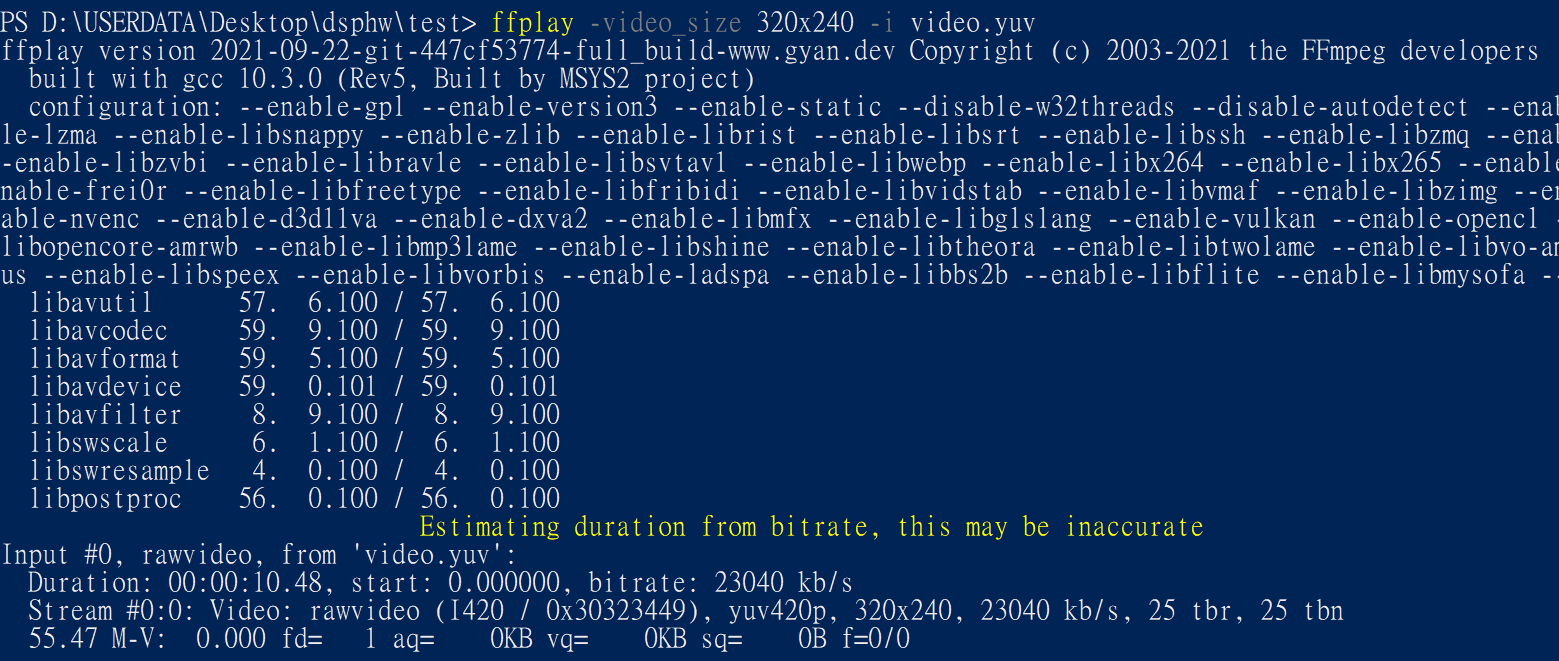 PS D:\USERDATA\Desktop\dsphw\test> ffplay -video_size 320x240 -i video.yuv
ffplay version 2021-09-22-git-447cf53774-full_build-www.gyan.dev Copyright (c) 2003-2021 the FFmpeg developers
built with gcc 10.3.0 (Rev5, Built by MSYS2 project)
configuration: --enable-gpl --enable-version3 --enable-static --disable-w32threads --disable-autodetect --enab
le-lzma --enable-libsnappy --enable-zlib --enable-librist --enable-libsrt --enable-libssh --enable-libzmq --enab
-enable-libzvbi --enable-librav1e --enable-libsvtav1 --enable-libwebp --enable-libx264 --enable-libx265 --enable
nable-frei0r --enable-libfreetype --enable-libfribidi --enable-libvidstab --enable-libvmaf --enable-libzimg --en
able-nvenc --enable-d3d11va --enable-dxva2 --enable-libmfx --enable-libglslang --enable-vulkan --enable-opencl -
libopencore-amrwb --enable-libmp3lame --enable-libshine --enable-libtheora --enable-libtwolame --enable-libvo-am
us --enable-libspeex --enable-libvorbis --enable-ladspa --enable-libbs2b --enable-libflite --enable-libmysofa --
libavutil 57. 6.100 / 57. 6.100
libavcodec 59. 9.100 / 59. 9.100
libavformat 59. 5.100 / 59. 5.100
libavdevice 59. 0.101 / 59. 0.101
libavfilter 8. 9.100 / 8. 9.100
libswscale 6. 1.100 / 6. 1.100
libswresample 4. 0.100 / 4. 0.100
libpostproc 56. 0.100 / 56. 0.100
Estimating duration from bitrate, this may be inaccurate
Input #0, rawvideo, from 'video.yuv':
Duration: 00:00:10.48, start: 0.000000, bitrate: 23040 kb/s
Stream #0:0: Video: rawvideo (I420 / 0x30323449), yuv420p, 320x240, 23040 kb/s, 25 tbr, 25 tbn
55.47 M-V: 0.000 fd= 1 aq= 0KB vq= 0KB sq= 0B f=0/0